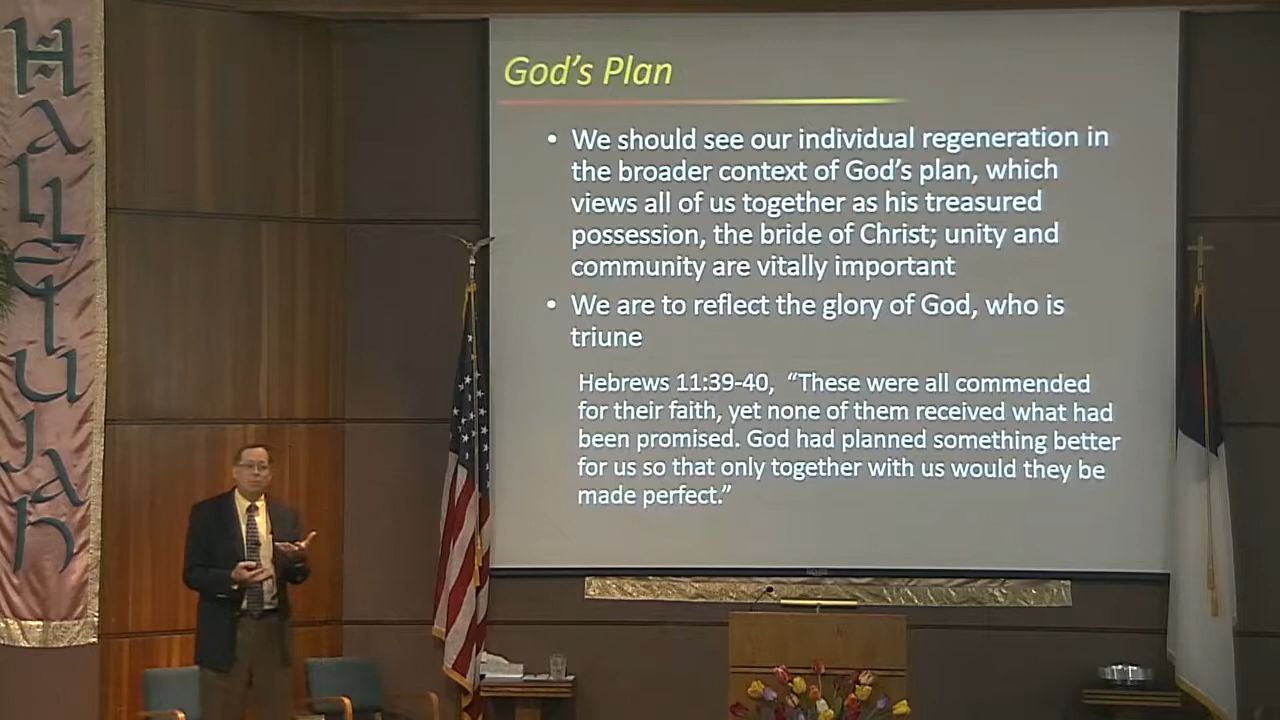 Hallelujah
God's Plan
• We should see our individual regeneration in
the broader context of God's plan, which
views all of us together as his treasured
possession, the bride of Christ; unity and
community are vitally important
• We are to reflect the glory of God, who is
triune
Hebrews 11:39-40, “These were all commended
for their faith, yet none of them received what had
been promised. God had planned something better
for us so that only together with us would they be
made perfect.”